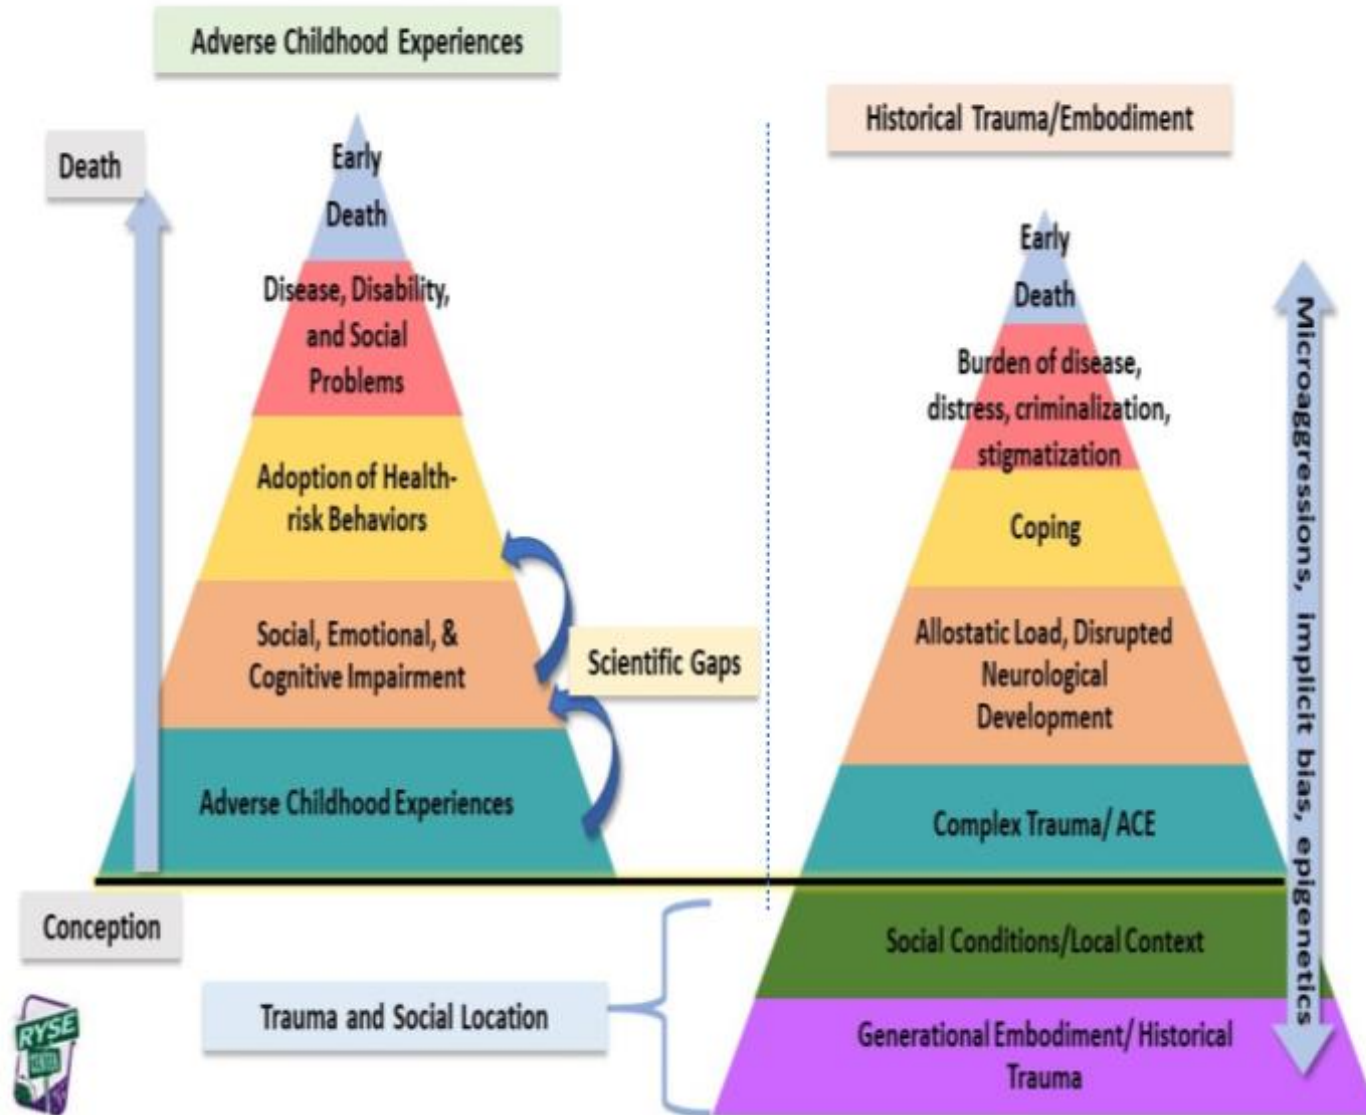 Adverse Childhood Experiences
Death
Early
Death
Disease, Disability,
and Social
Problems
Adoption of Health-
risk Behaviors
Social, Emotional, &
Cognitive Impairment
Scientific Gaps
Adverse Childhood Experiences
Conception
Trauma and Social Location
RYSE
CENTER
Historical Trauma/Embodiment
Early
Death
Burden of disease,
distress, criminalization,
stigmatization
Coping
Allostatic Load, Disrupted
Neurological
Development
Complex Trauma/ ACE
Social Conditions/Local Context
Generational Embodiment/ Historical
Trauma
Microaggressions, implicit bias, epigenetics